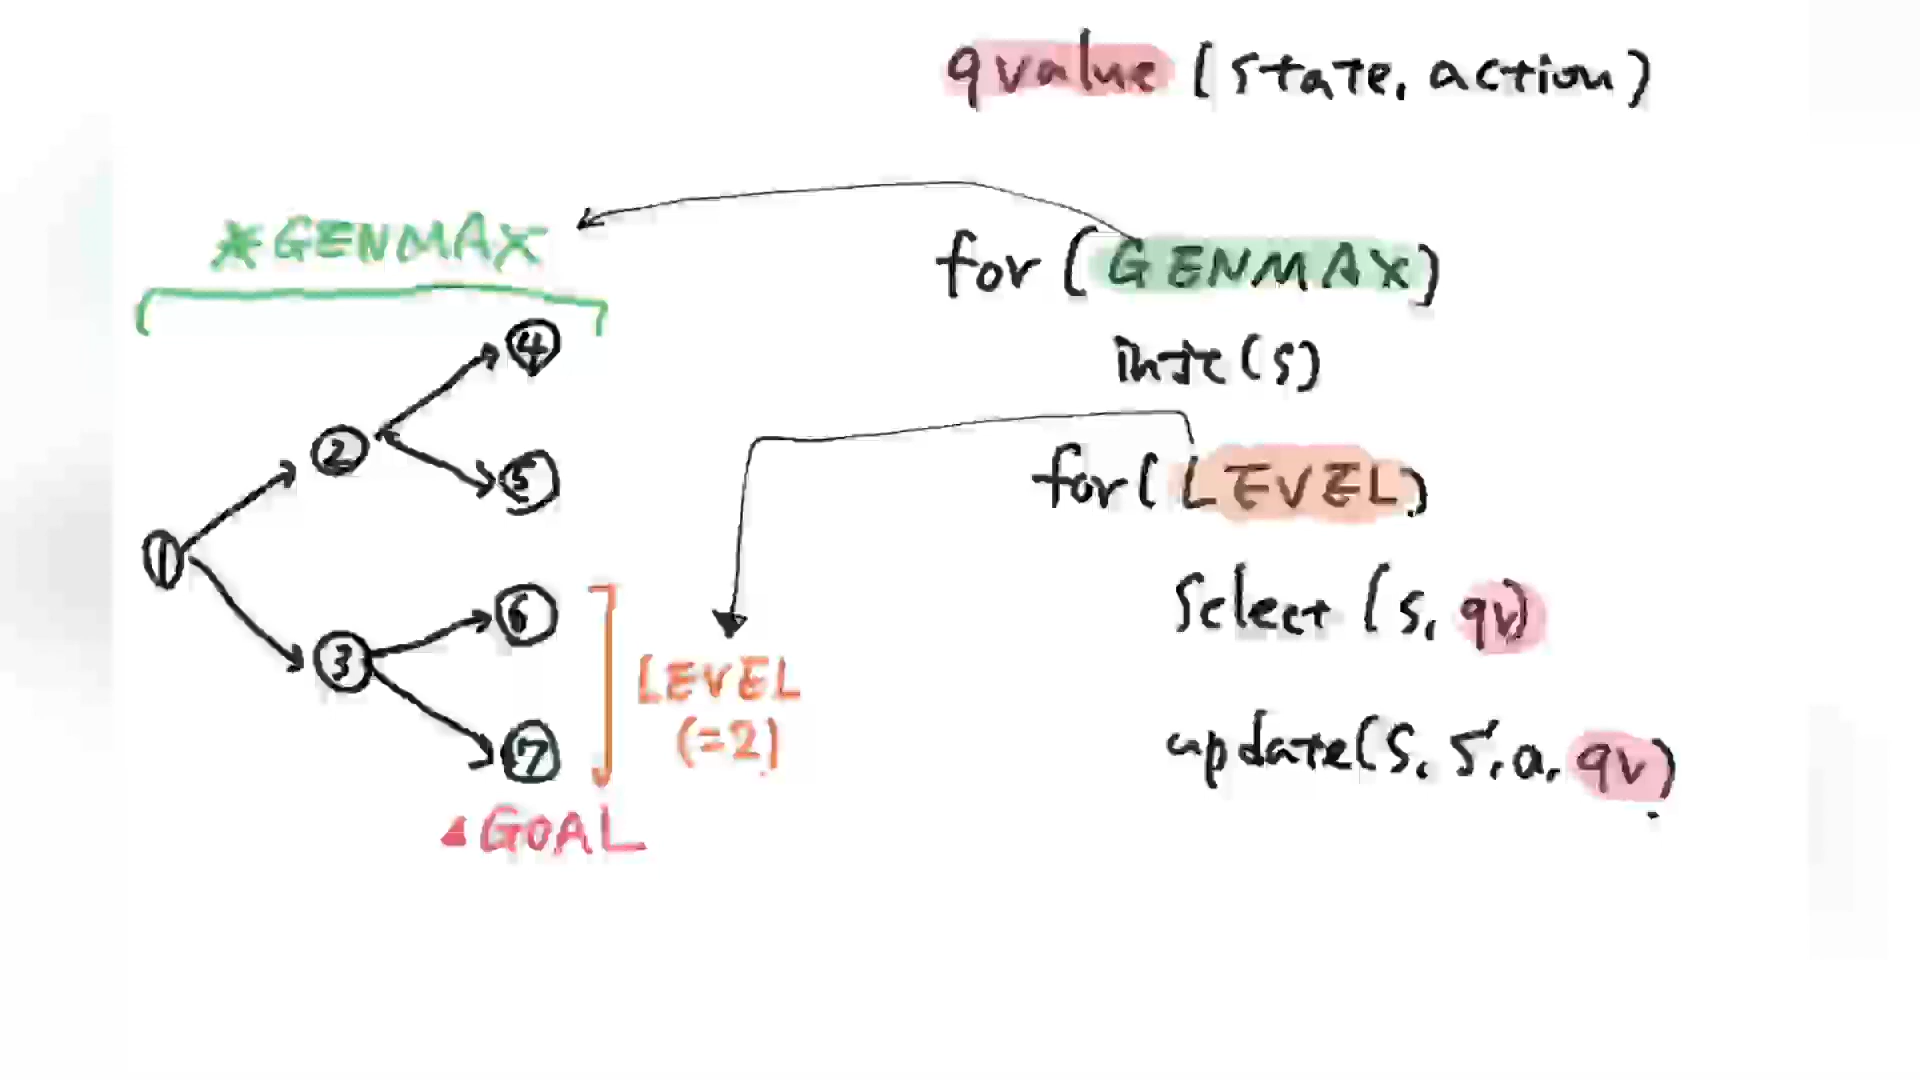 qvalue (state, action)
*GENMAX
for (GENMAX)
4
init(s)
2
for(LEVEL)
5
1
6
select (s, qv)
3
LEVEL
(=2)
7
update(s, s', a, qv)
GOAL